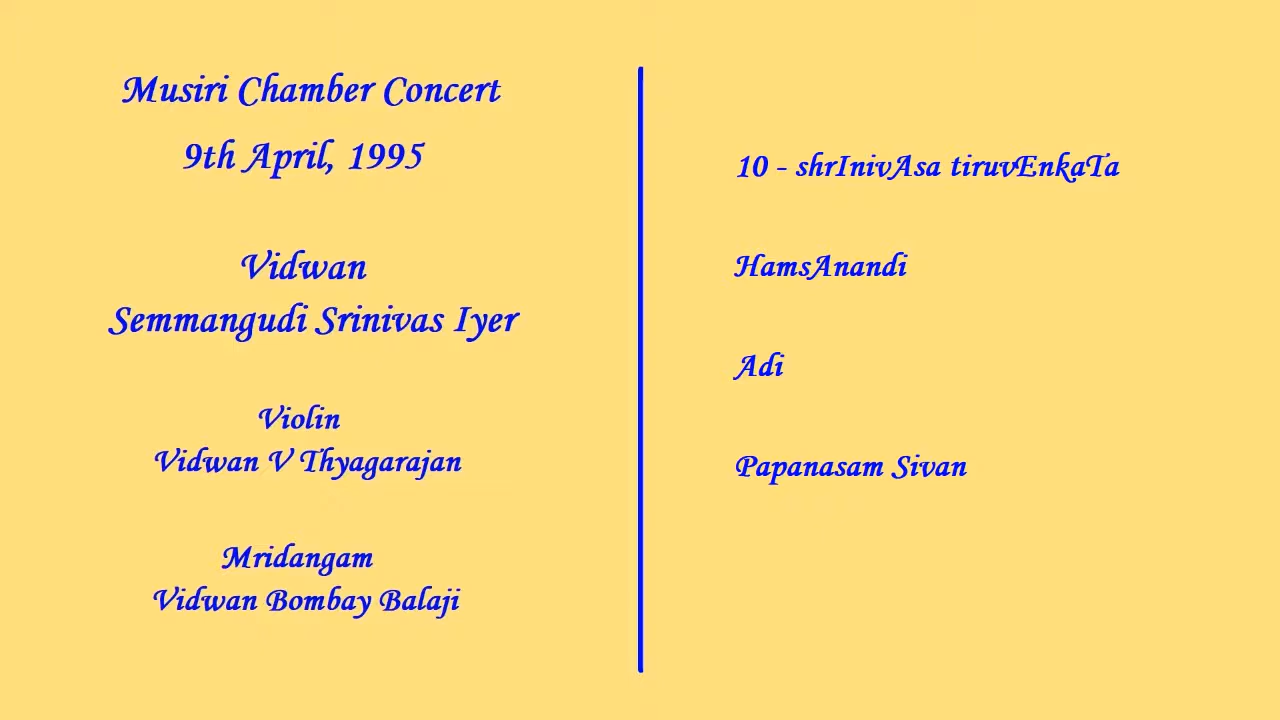 Musiri Chamber Concert
9th April, 1995
Vidwan
Semmangudi Srinivas Iyer
Violin
Vidwan V Thyagarajan
Mridangam
Vidwan Bombay Balaji
10 - shrInivAsa tiruvEnkaTa
HamsAnandi
Adi
Papanasam Sivan